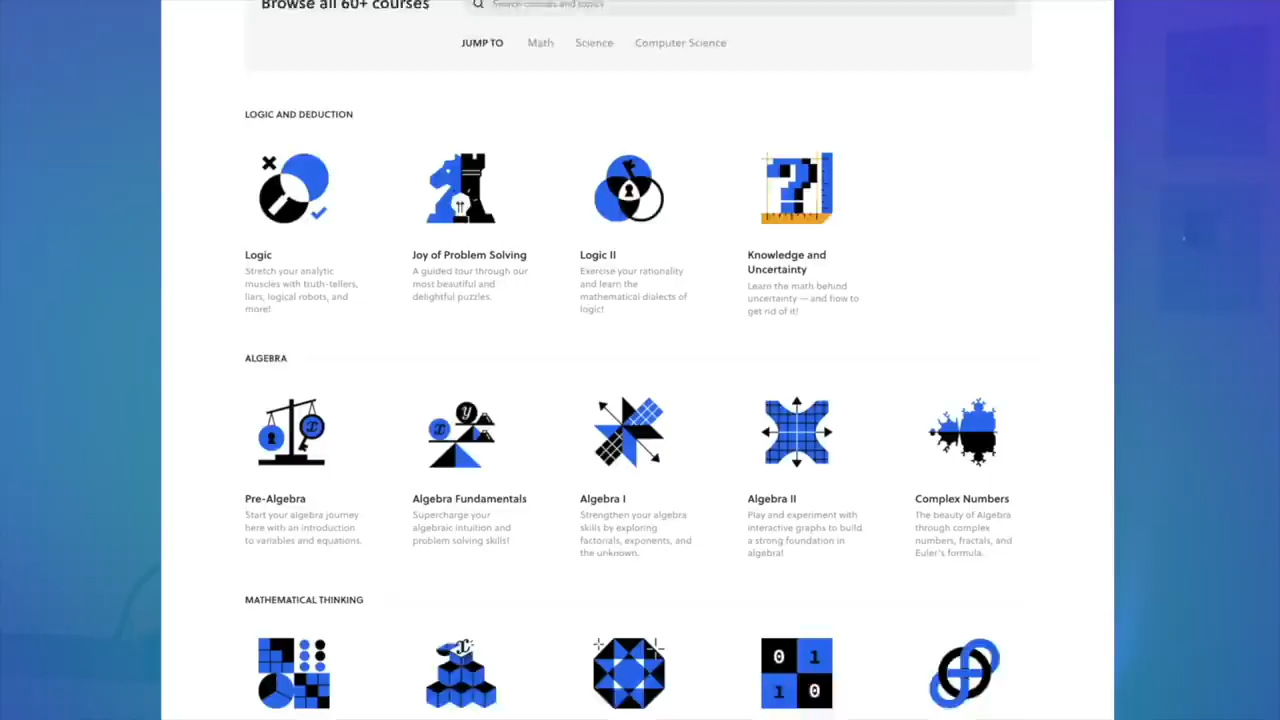 Browse all 60+ courses
Search courses and topics
JUMP TO Math Science Computer Science
LOGIC AND DEDUCTION
Logic
Stretch your analytic
muscles with truth-tellers,
liars, logical robots, and
more!
Joy of Problem Solving
A guided tour through our
most beautiful and
delightful puzzles.
Logic II
Exercise your rationality
and learn the
mathematical dialects of
logic!
Knowledge and
Uncertainty
Learn the math behind
uncertainty — and how to
get rid of it!
ALGEBRA
x
Pre-Algebra
Start your algebra journey
here with an introduction
to variables and equations.
x y
Algebra Fundamentals
Supercharge your
algebraic intuition and
problem solving skills!
Algebra I
Strengthen your algebra
skills by exploring
factorials, exponents, and
the unknown.
Algebra II
Play and experiment with
interactive graphs to build
a strong foundation in
algebra!
Complex Numbers
The beauty of Algebra
through complex
numbers, fractals, and
Euler's formula.
MATHEMATICAL THINKING
x
0 1
1 0